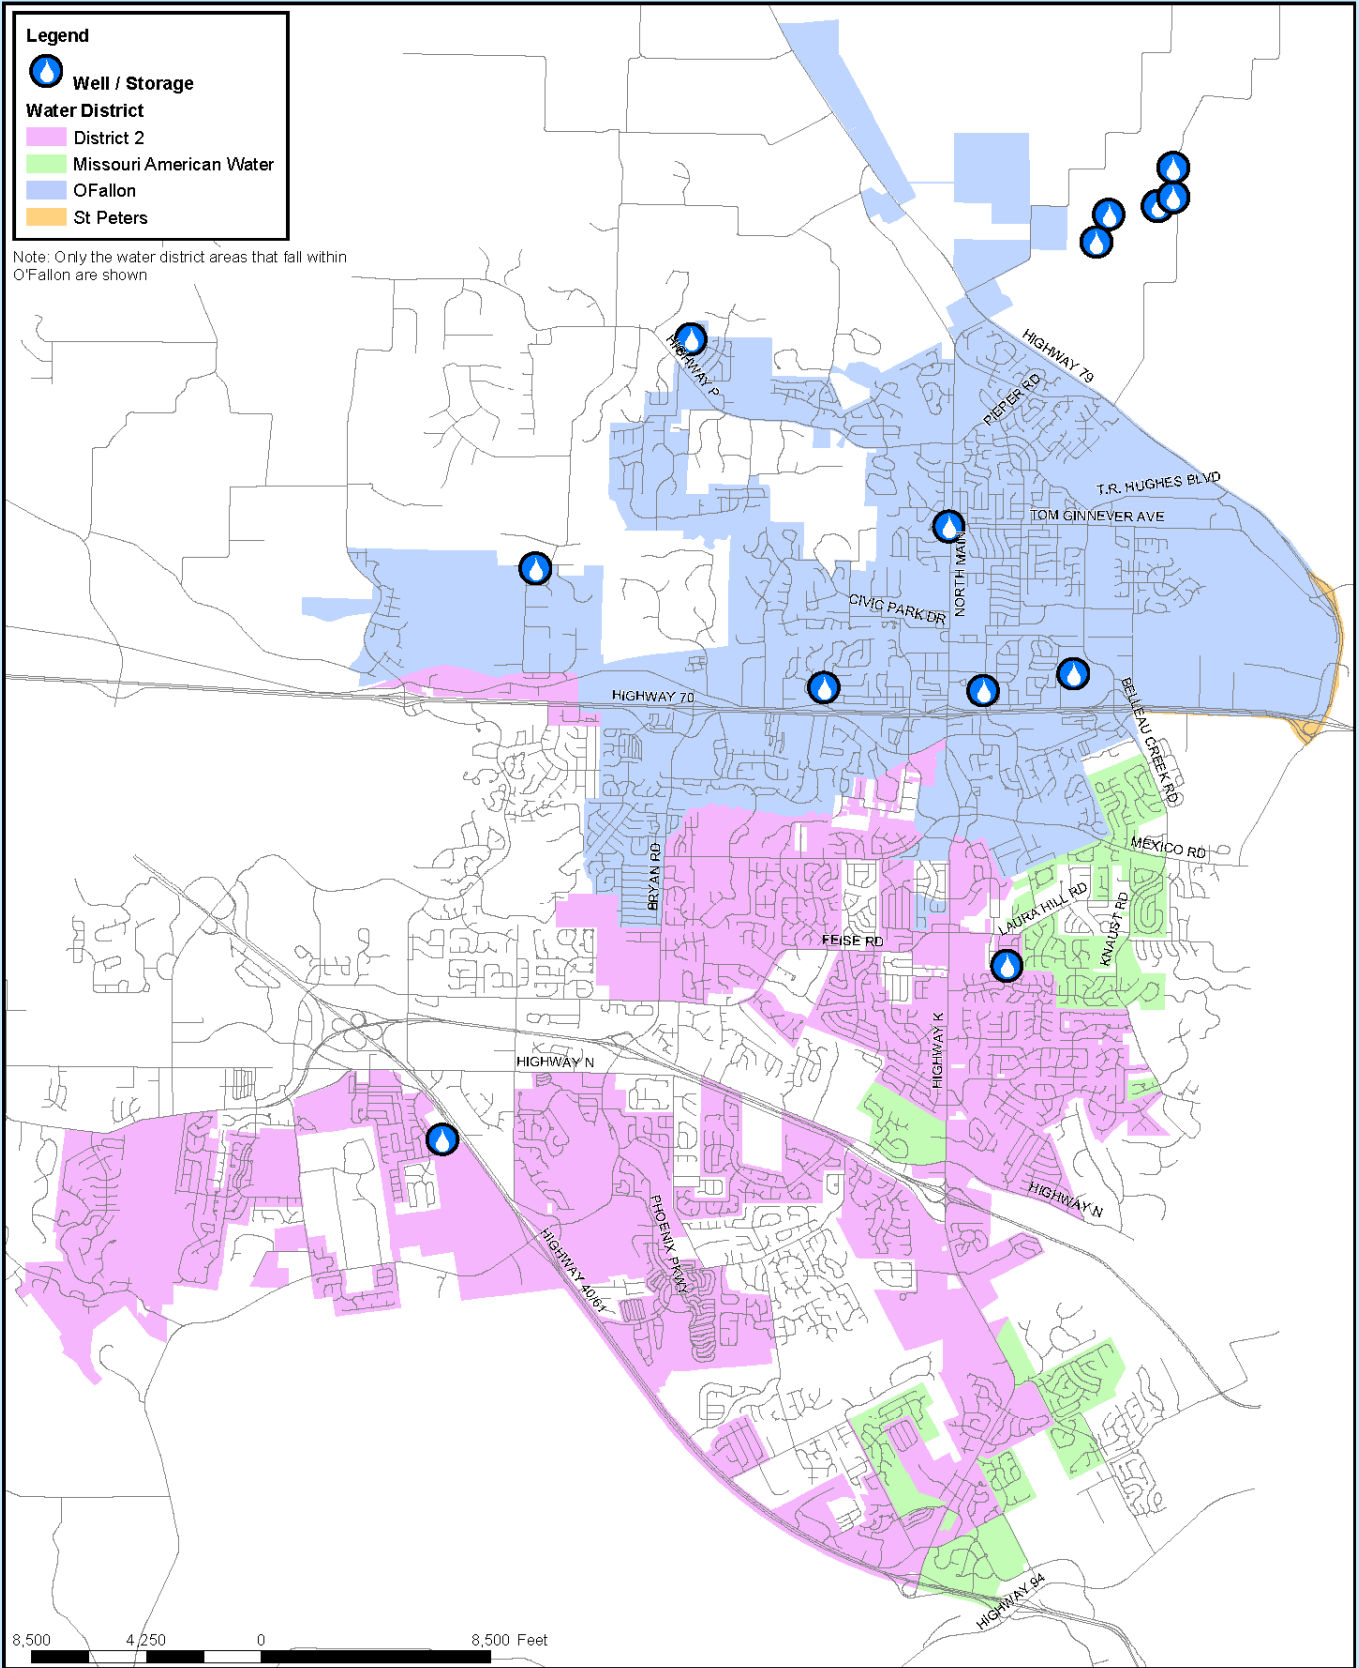 Legend
Well / Storage
Water District
District 2
Missouri American Water
OFallon
St Peters
Note: Only the water district areas that fall within
O'Fallon are shown
HIGHWAY P
HIGHWAY 79
PIEPER RD
T.R. HUGHES BLVD
TOM GINNEVER AVE
NORTH MAIN
CIVIC PARK DR
HIGHWAY 70
BELLEAU CREEK RD
MEXICO RD
BRYAN RD
LAURA HILL RD
KNAUST RD
FEISE RD
HIGHWAY K
HIGHWAY N
HIGHWAY N
PHOENIX PKWY
HIGHWAY 40/61
HIGHWAY 94
8,500 4,250 0 8,500 Feet